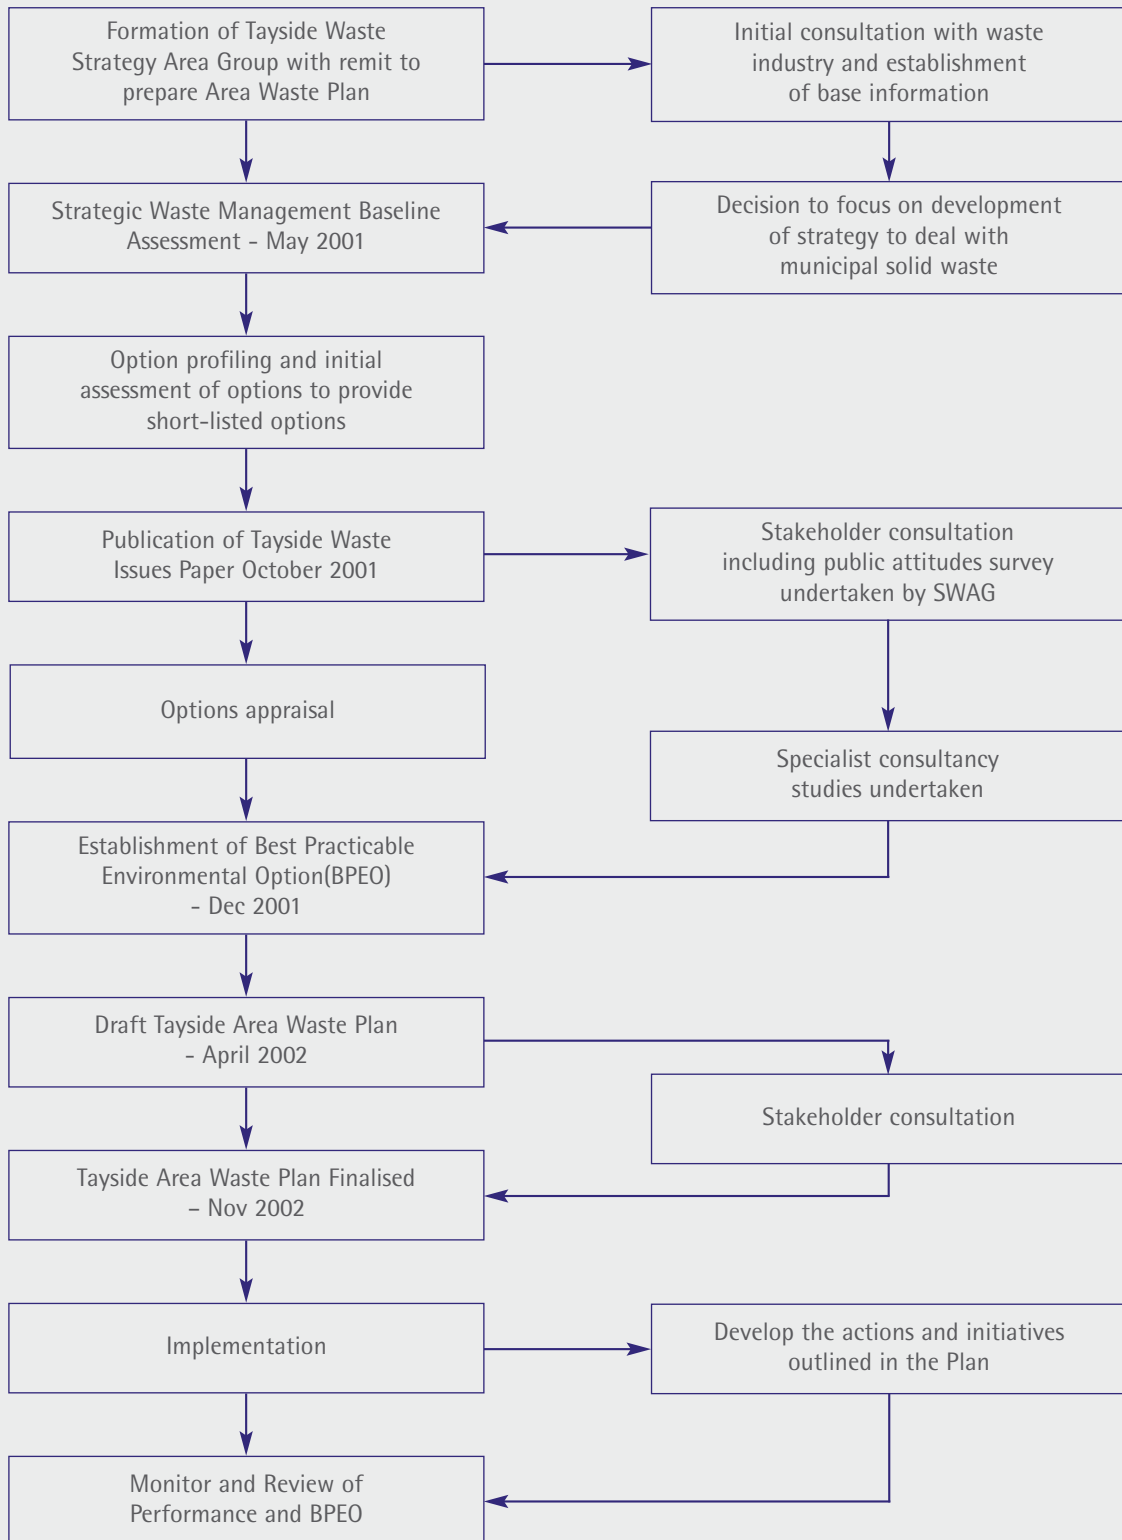 Formation of Tayside Waste
Strategy Area Group with remit to
prepare Area Waste Plan
Initial consultation with waste
industry and establishment
of base information
Strategic Waste Management Baseline
Assessment - May 2001
Decision to focus on development
of strategy to deal with
municipal solid waste
Option profiling and initial
assessment of options to provide
short-listed options
Publication of Tayside Waste
Issues Paper October 2001
Stakeholder consultation
including public attitudes survey
undertaken by SWAG
Options appraisal
Specialist consultancy
studies undertaken
Establishment of Best Practicable
Environmental Option(BPEO)
- Dec 2001
Draft Tayside Area Waste Plan
- April 2002
Stakeholder consultation
Tayside Area Waste Plan Finalised
– Nov 2002
Implementation
Develop the actions and initiatives
outlined in the Plan
Monitor and Review of
Performance and BPEO